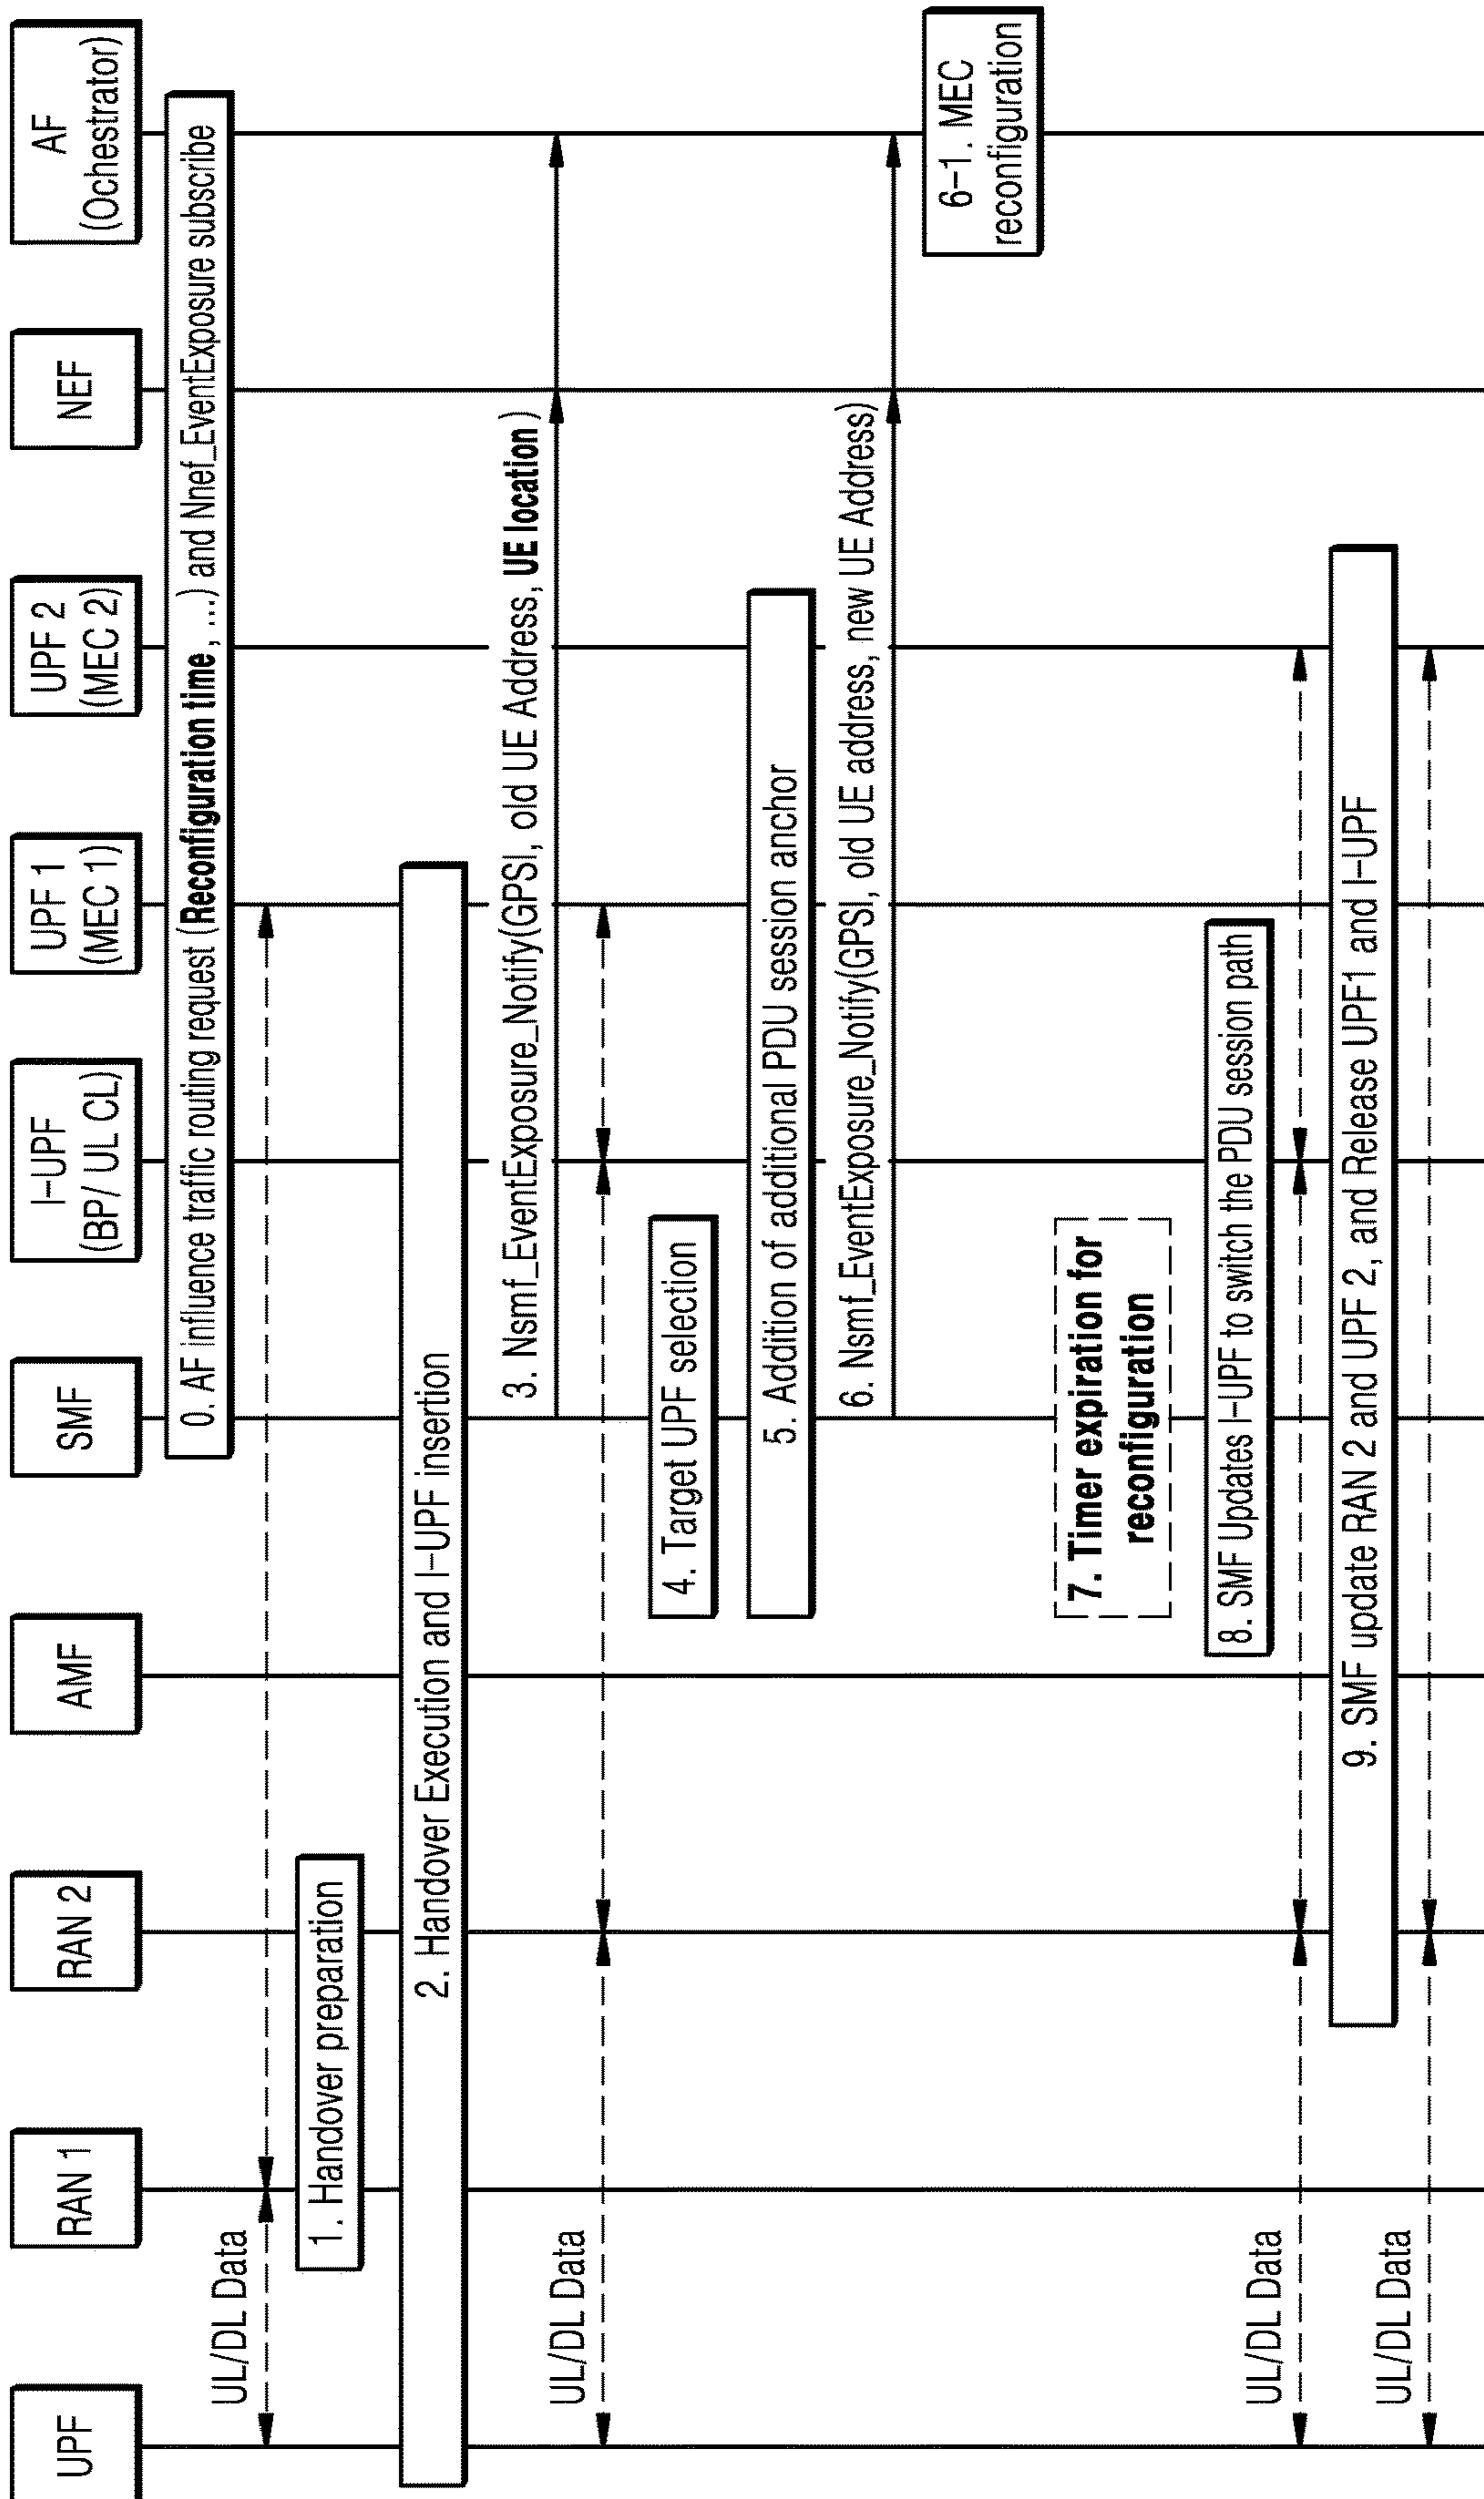 UPF
RAN 1
RAN 2
AMF
SMF
I-UPF
(BP/ UL CL)
UPF 1
(MEC 1)
UPF 2
(MEC 2)
NEF
AF
(Ochestrator)
0. AF influence traffic routing request (Reconfiguration time, ...) and Nnef_EventExposure subscribe
UL/DL Data
1. Handover preparation
2. Handover Execution and I-UPF insertion
3. Nsmf_EventExposure_Notify(GPSI, old UE Address, UE location)
UL/DL Data
4. Target UPF selection
5. Addition of additional PDU session anchor
6. Nsmf_EventExposure_Notify(GPSI, old UE address, new UE Address)
6-1. MEC
reconfiguration
7. Timer expiration for
reconfiguration
8. SMF Updates I-UPF to switch the PDU session path
UL/DL Data
9. SMF update RAN 2 and UPF 2, and Release UPF1 and I-UPF
UL/DL Data